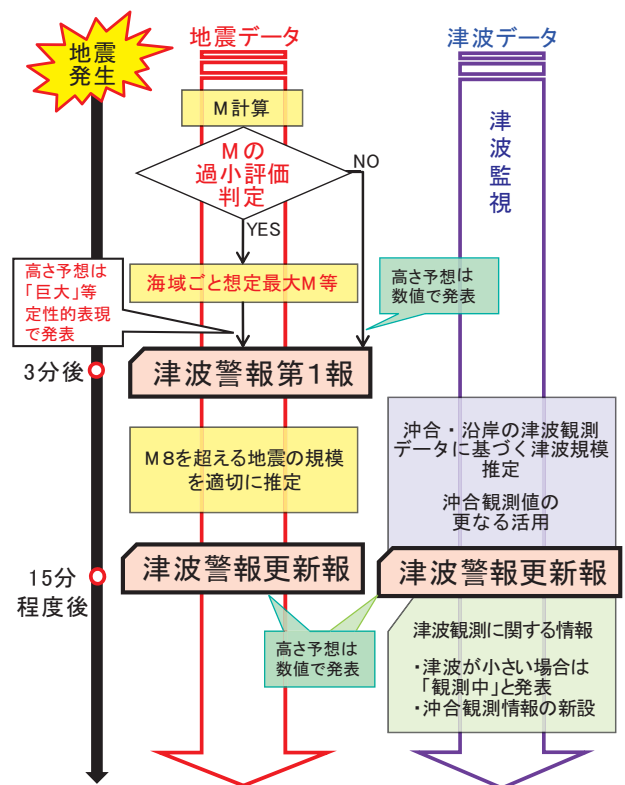 地震
発生
地震データ
津波データ
M計算
Mの
過小評価
判定
NO
YES
津
波
監
視
高さ予想は
「巨大」等
定性的表現
で発表
海域ごと想定最大M等
高さ予想は
数値で発表
3分後
津波警報第1報
M8を超える地震の規模
を適切に推定
沖合・沿岸の津波観測
データに基づく津波規模
推定
沖合観測値の
更なる活用
15分
程度後
津波警報更新報
津波警報更新報
高さ予想は
数値で発表
津波観測に関する情報
・津波が小さい場合は
「観測中」と発表
・沖合観測情報の新設